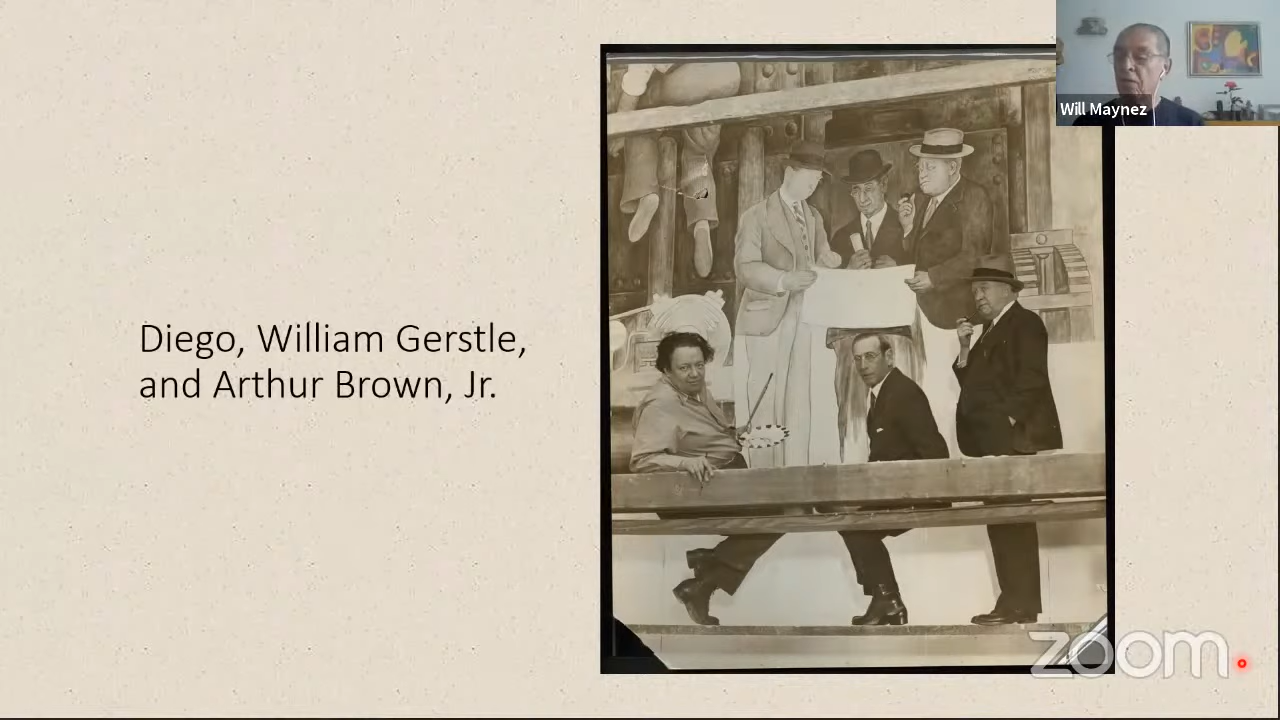 Diego, William Gerstle,
and Arthur Brown, Jr.
Will Maynez
zoom